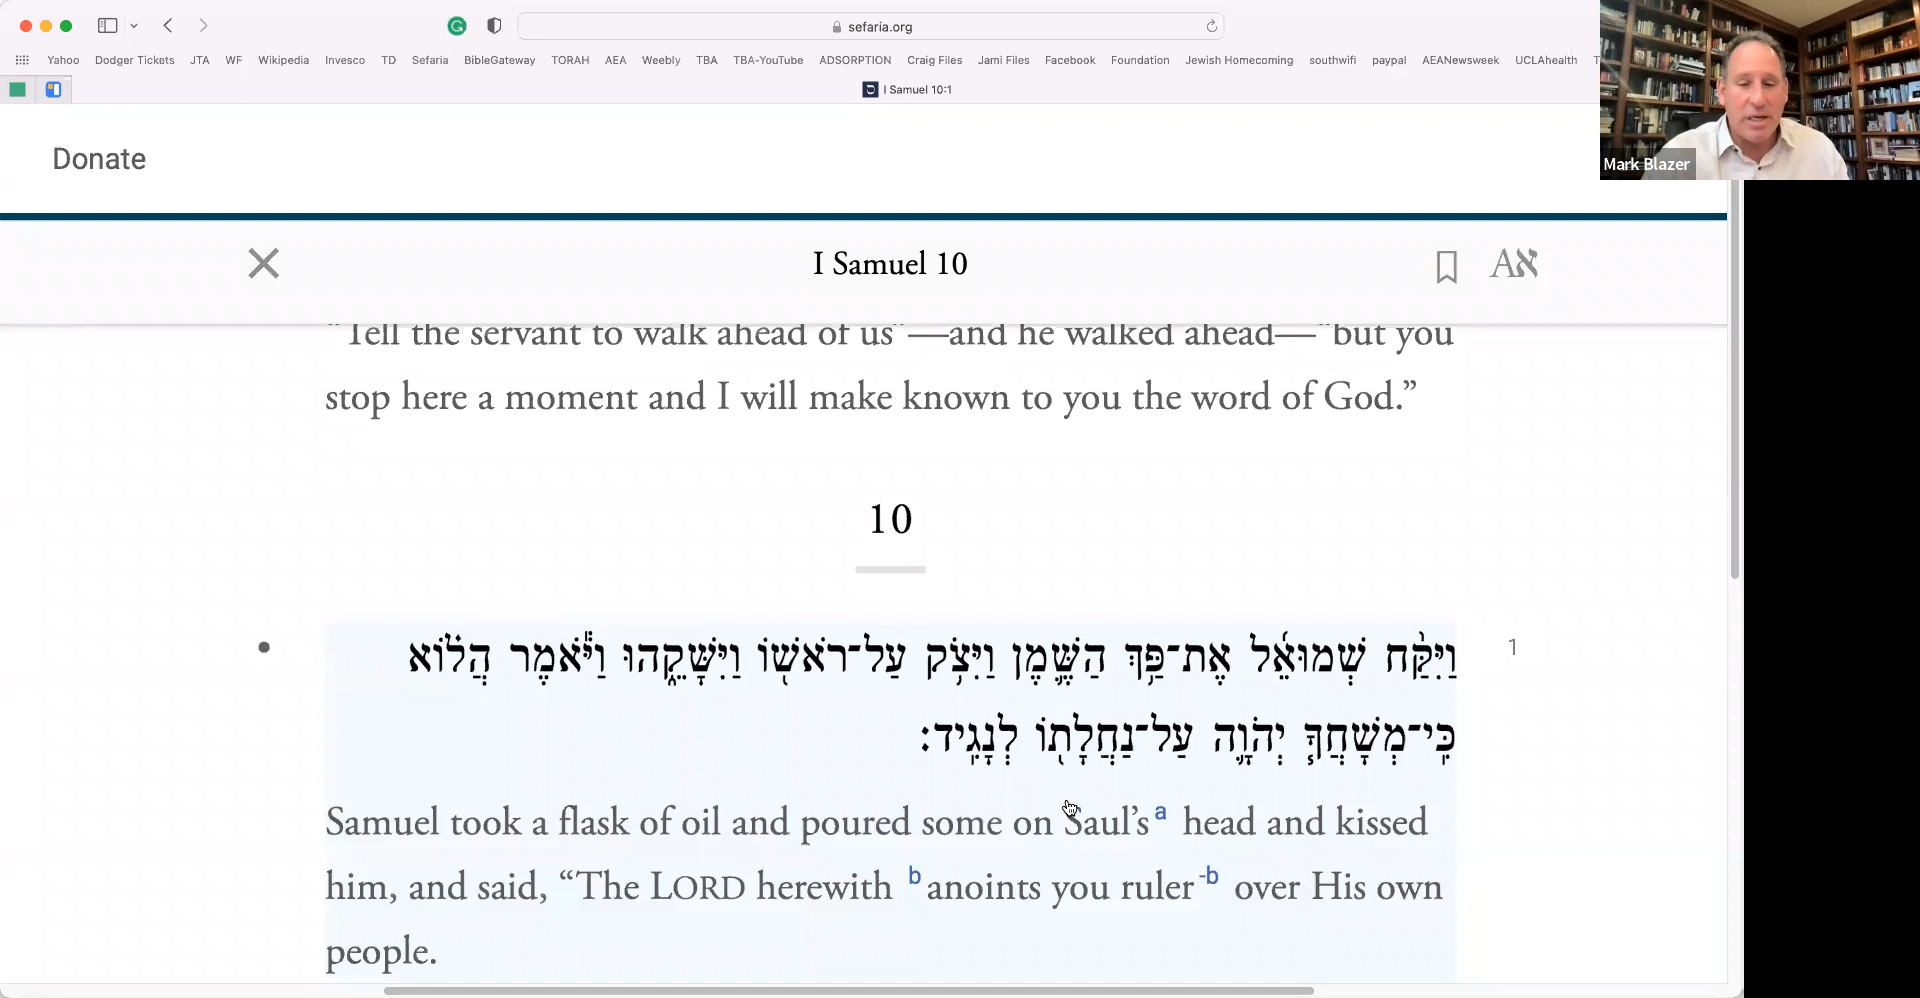 sefaria.org
Yahoo Dodger Tickets JTA WF Wikipedia Invesco TD Sefaria BibleGateway TORAH AEA Weebly TBA TBA-YouTube ADSORPTION Craig Files Jami Files Facebook Foundation Jewish Homecoming southwifi paypal AEANewsweek UCLAhealth
I Samuel 10:1
Mark Blazer
Donate
I Samuel 10
Aא
“Tell the servant to walk ahead of us”—and he walked ahead—“but you
stop here a moment and I will make known to you the word of God.”
10
1
וַיִּקַּ֨ח שְׁמוּאֵ֜ל אֶת־פַּ֥ךְ הַשֶּׁ֛מֶן וַיִּצֹ֥ק עַל־רֹאשׁ֖וֹ וַיִּשָּׁקֵ֑הוּ וַיֹּ֕אמֶר הֲל֗וֹא
כִּֽי־מְשָׁחֲךָ֧ יְהֹוָ֛ה עַל־נַחֲלָת֖וֹ לְנָגִֽיד׃
Samuel took a flask of oil and poured some on Saul’s a head and kissed
him, and said, “The LORD herewith b anoints you ruler -b over His own
people.